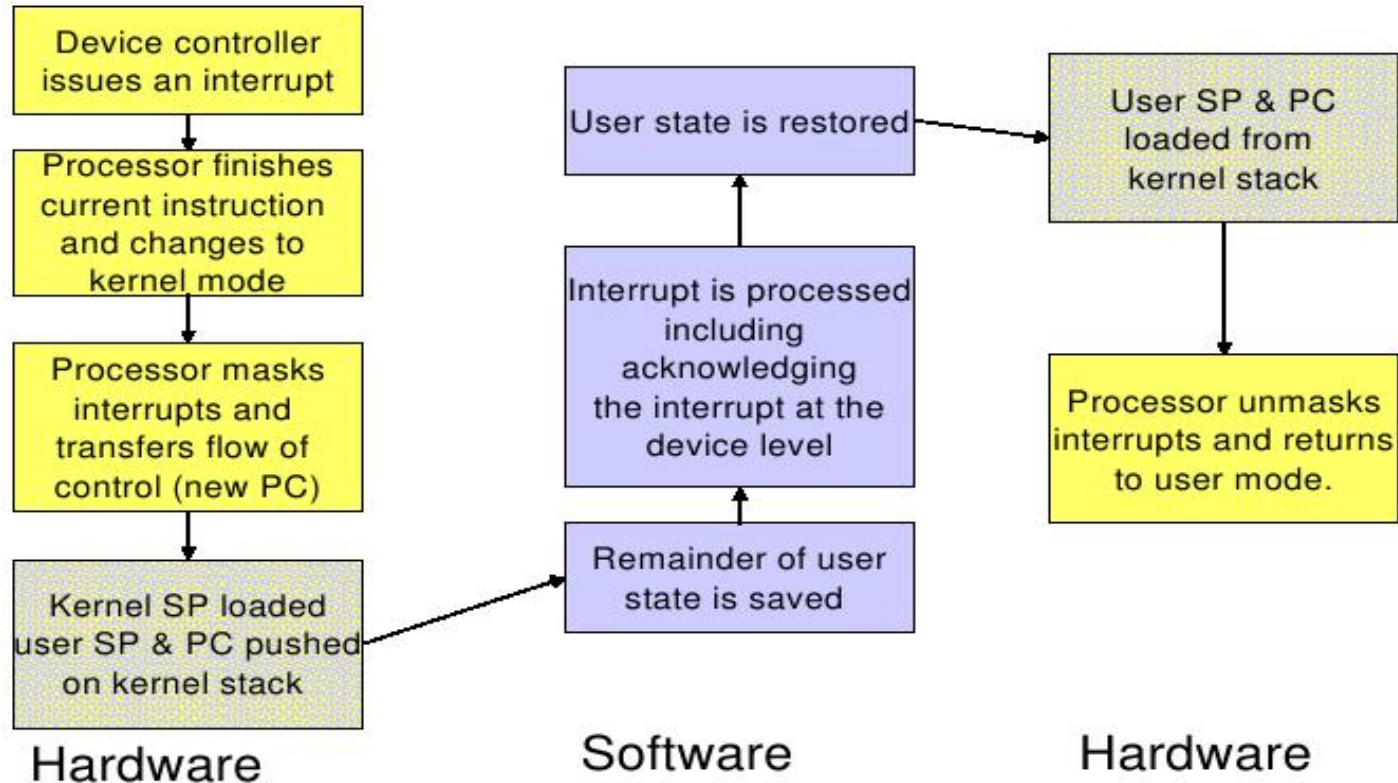 Device controller
issues an interrupt
Processor finishes
current instruction
and changes to
kernel mode
Processor masks
interrupts and
transfers flow of
control (new PC)
Kernel SP loaded
user SP & PC pushed
on kernel stack
Hardware
User state is restored
Interrupt is processed
including
acknowledging
the interrupt at the
device level
Remainder of user
state is saved
Software
User SP & PC
loaded from
kernel stack
Processor unmasks
interrupts and returns
to user mode.
Hardware